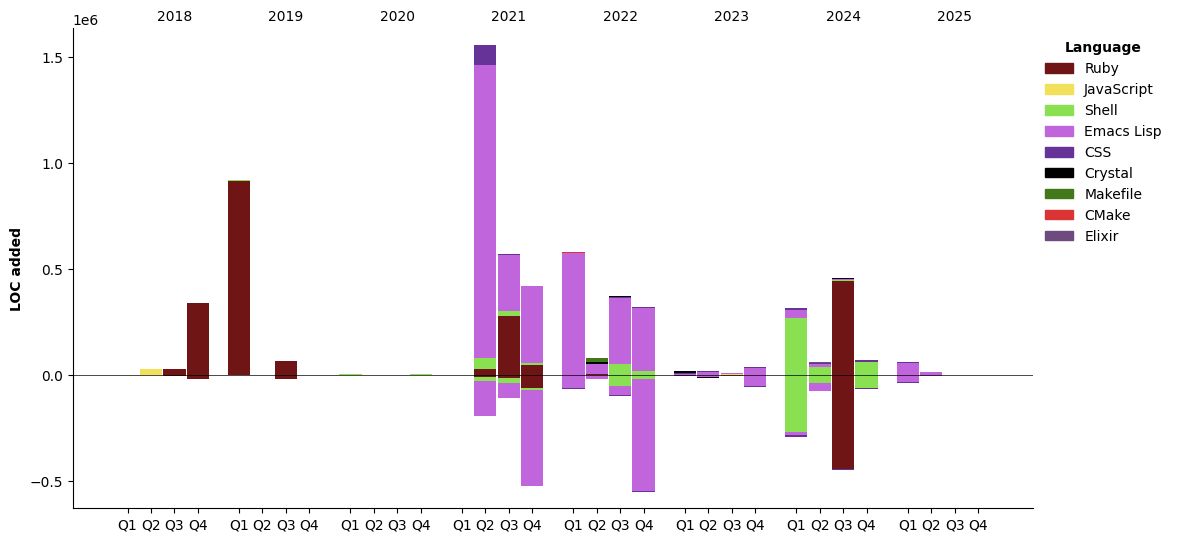 2018 2019 2020 2021 2022 2023 2024 2025
1e6
1.5
1.0
0.5
0.0
−0.5
LOC added
Q1 Q2 Q3 Q4 Q1 Q2 Q3 Q4 Q1 Q2 Q3 Q4 Q1 Q2 Q3 Q4 Q1 Q2 Q3 Q4 Q1 Q2 Q3 Q4 Q1 Q2 Q3 Q4 Q1 Q2 Q3 Q4
Language
Ruby
JavaScript
Shell
Emacs Lisp
CSS
Crystal
Makefile
CMake
Elixir